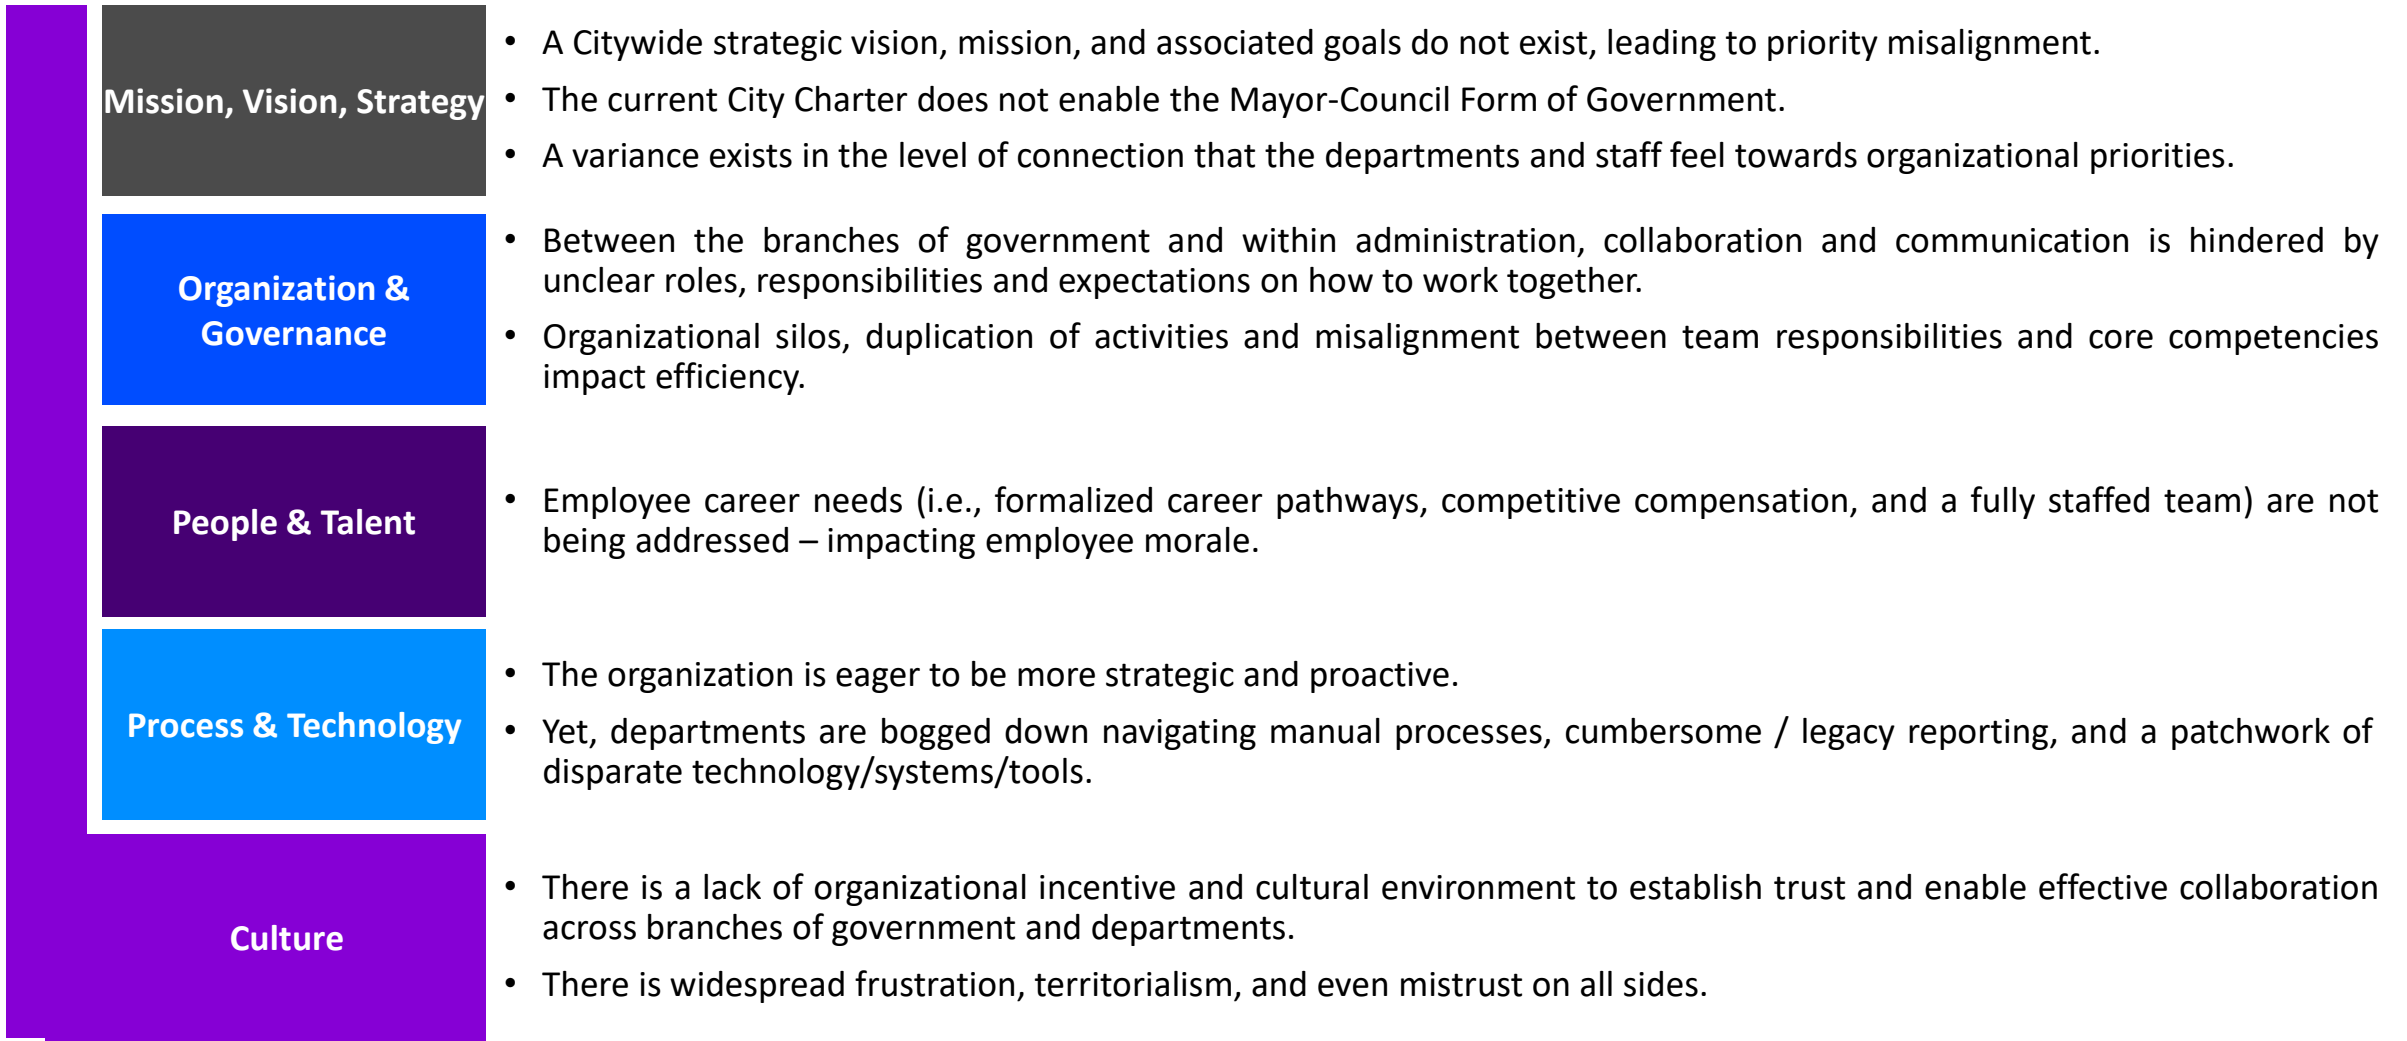 Mission, Vision, Strategy
• A Citywide strategic vision, mission, and associated goals do not exist, leading to priority misalignment.
• The current City Charter does not enable the Mayor-Council Form of Government.
• A variance exists in the level of connection that the departments and staff feel towards organizational priorities.
Organization &
Governance
• Between the branches of government and within administration, collaboration and communication is hindered by
unclear roles, responsibilities and expectations on how to work together.
• Organizational silos, duplication of activities and misalignment between team responsibilities and core competencies
impact efficiency.
People & Talent
• Employee career needs (i.e., formalized career pathways, competitive compensation, and a fully staffed team) are not
being addressed – impacting employee morale.
Process & Technology
• The organization is eager to be more strategic and proactive.
• Yet, departments are bogged down navigating manual processes, cumbersome / legacy reporting, and a patchwork of
disparate technology/systems/tools.
Culture
• There is a lack of organizational incentive and cultural environment to establish trust and enable effective collaboration
across branches of government and departments.
• There is widespread frustration, territorialism, and even mistrust on all sides.